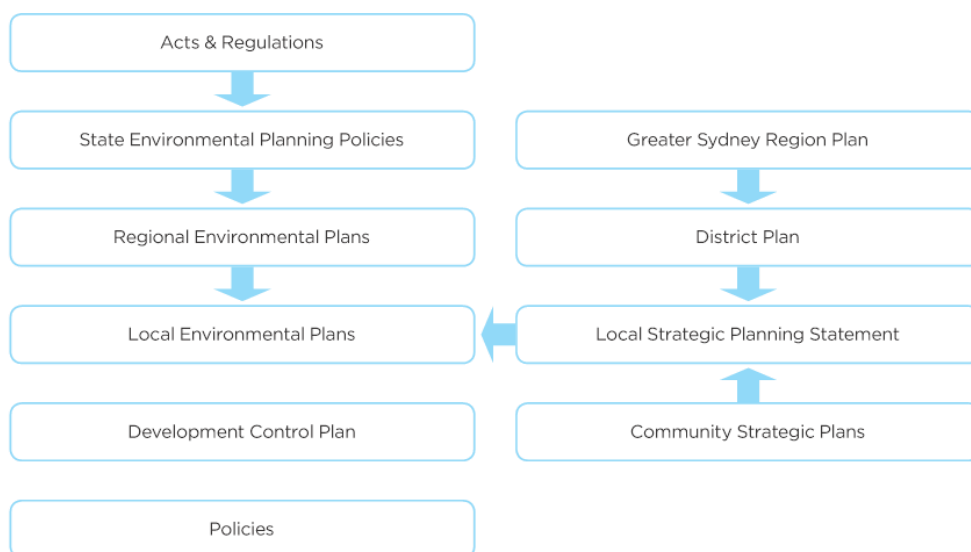 Acts & Regulations
State Environmental Planning Policies
Greater Sydney Region Plan
Regional Environmental Plans
District Plan
Local Environmental Plans
Local Strategic Planning Statement
Development Control Plan
Community Strategic Plans
Policies